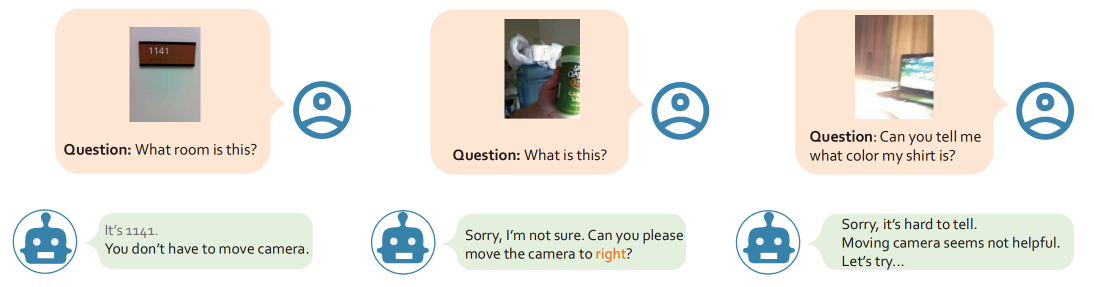 1141
Question: What room is this?
It's 1141.
You don't have to move camera.
Question: What is this?
Sorry, I'm not sure. Can you please
move the camera to right?
Question: Can you tell me
what color my shirt is?
Sorry, it's hard to tell.
Moving camera seems not helpful.
Let's try...